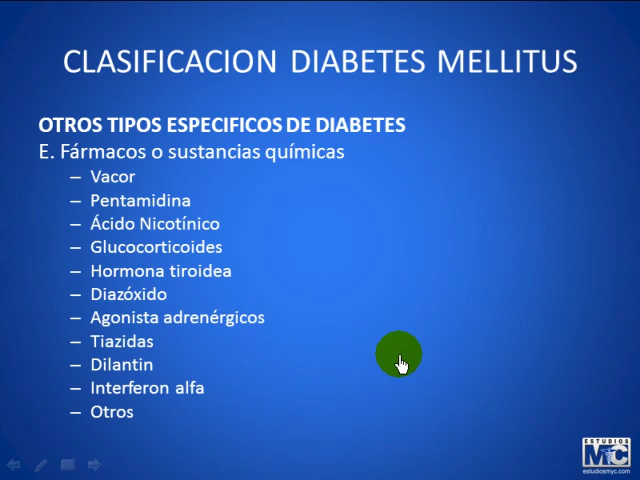 CLASIFICACION DIABETES MELLITUS
OTROS TIPOS ESPECIFICOS DE DIABETES
E. Fármacos o sustancias químicas
– Vacor
– Pentamidina
– Ácido Nicotínico
– Glucocorticoides
– Hormona tiroidea
– Diazóxido
– Agonista adrenérgicos
– Tiazidas
– Dilantin
– Interferon alfa
– Otros
ESTUDIOS
MYC
estudiosmyc.com